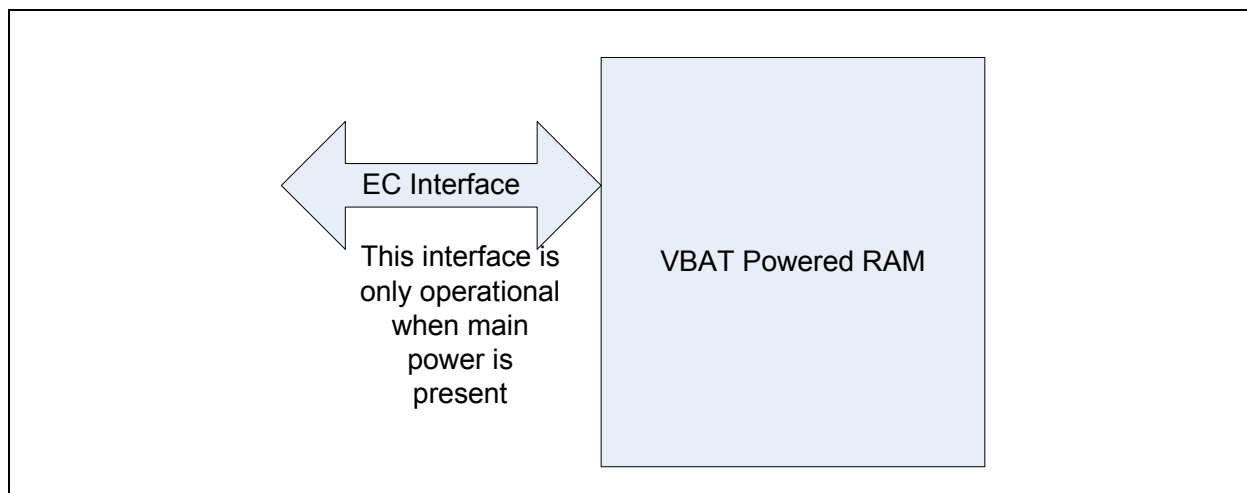 EC Interface
This interface is
only operational
when main
power is
present
VBAT Powered RAM